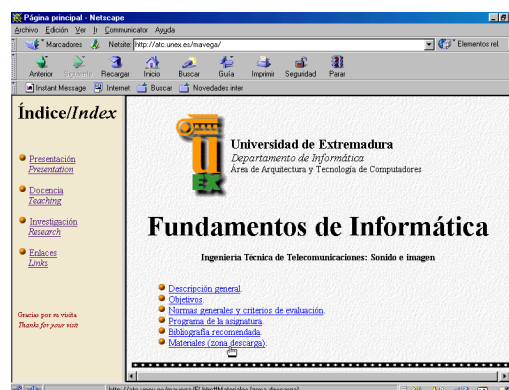 Página principal - Netscape
Archivo Edición Ver Ir Communicator Ayuda
Marcadores Netsite: http://atc.unex.es/mavega/ Elementos rel
Anterior Siguiente Recargar Inicio Buscar Guía Imprimir Seguridad Parar
Instant Message Internet Buscar Novedades inter
Índice/Index
Presentación
Presentation
Docencia
Teaching
Investigación
Research
Enlaces
Links
Gracias por su visita
Thanks for your visit
UEX
Universidad de Extremadura
Departamento de Informática
Área de Arquitectura y Tecnología de Computadores
Fundamentos de Informática
Ingeniería Técnica de Telecomunicaciones: Sonido e imagen
Descripción general.
Objetivos.
Normas generales y criterios de evaluación.
Programa de la asignatura.
Bibliografía recomendada.
Materiales (zona descarga).